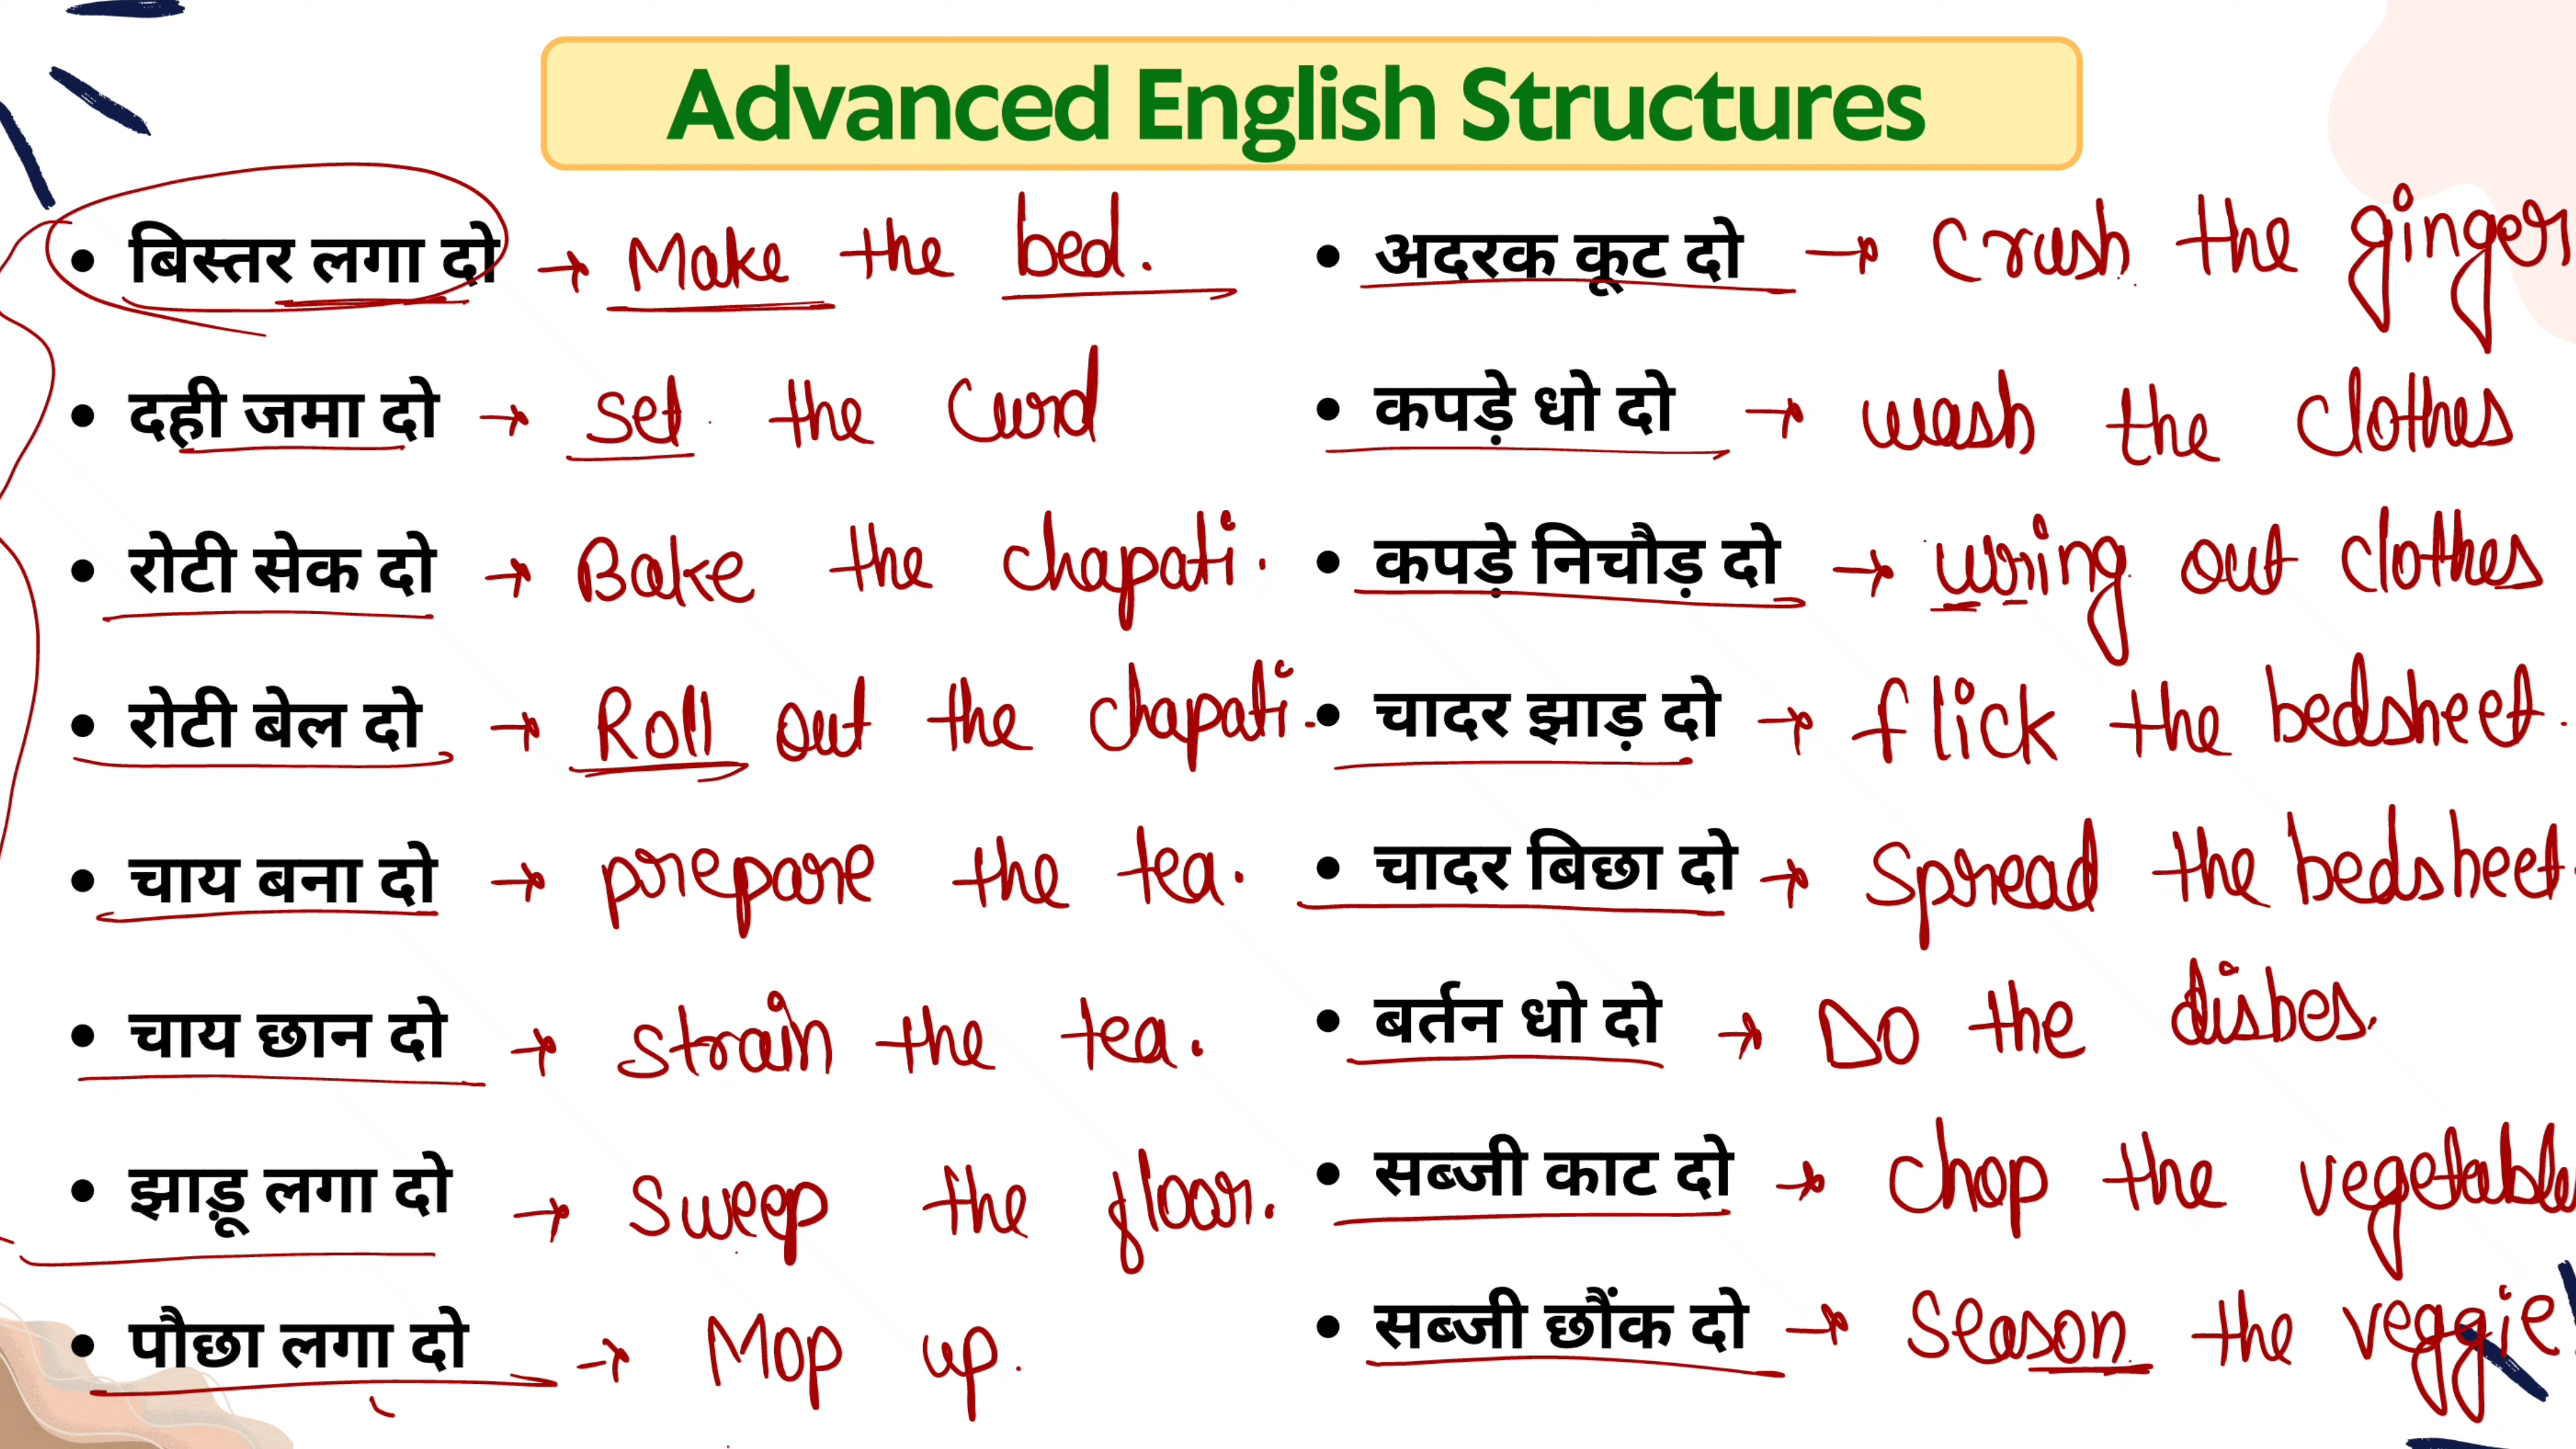 Advanced English Structures
• बिस्तर लगा दो → Make the bed.
• दही जमा दो → set the Curd
• रोटी सेक दो → Bake the chapati.
• रोटी बेल दो → Roll out the chapati.
• चाय बना दो → prepare the tea.
• चाय छान दो → strain the tea.
• झाड़ू लगा दो → Sweep the floor.
• पौछा लगा दो → Mop up.
• अदरक कूट दो → Crush the ginger
• कपड़े धो दो → wash the clothes
• कपड़े निचौड़ दो → wring out clothes
• चादर झाड़ दो → flick the bedsheet.
• चादर बिछा दो → Spread the bedsheet.
• बर्तन धो दो → DO the dishes.
• सब्जी काट दो → chop the vegetable
• सब्जी छौंक दो → Season the veggie